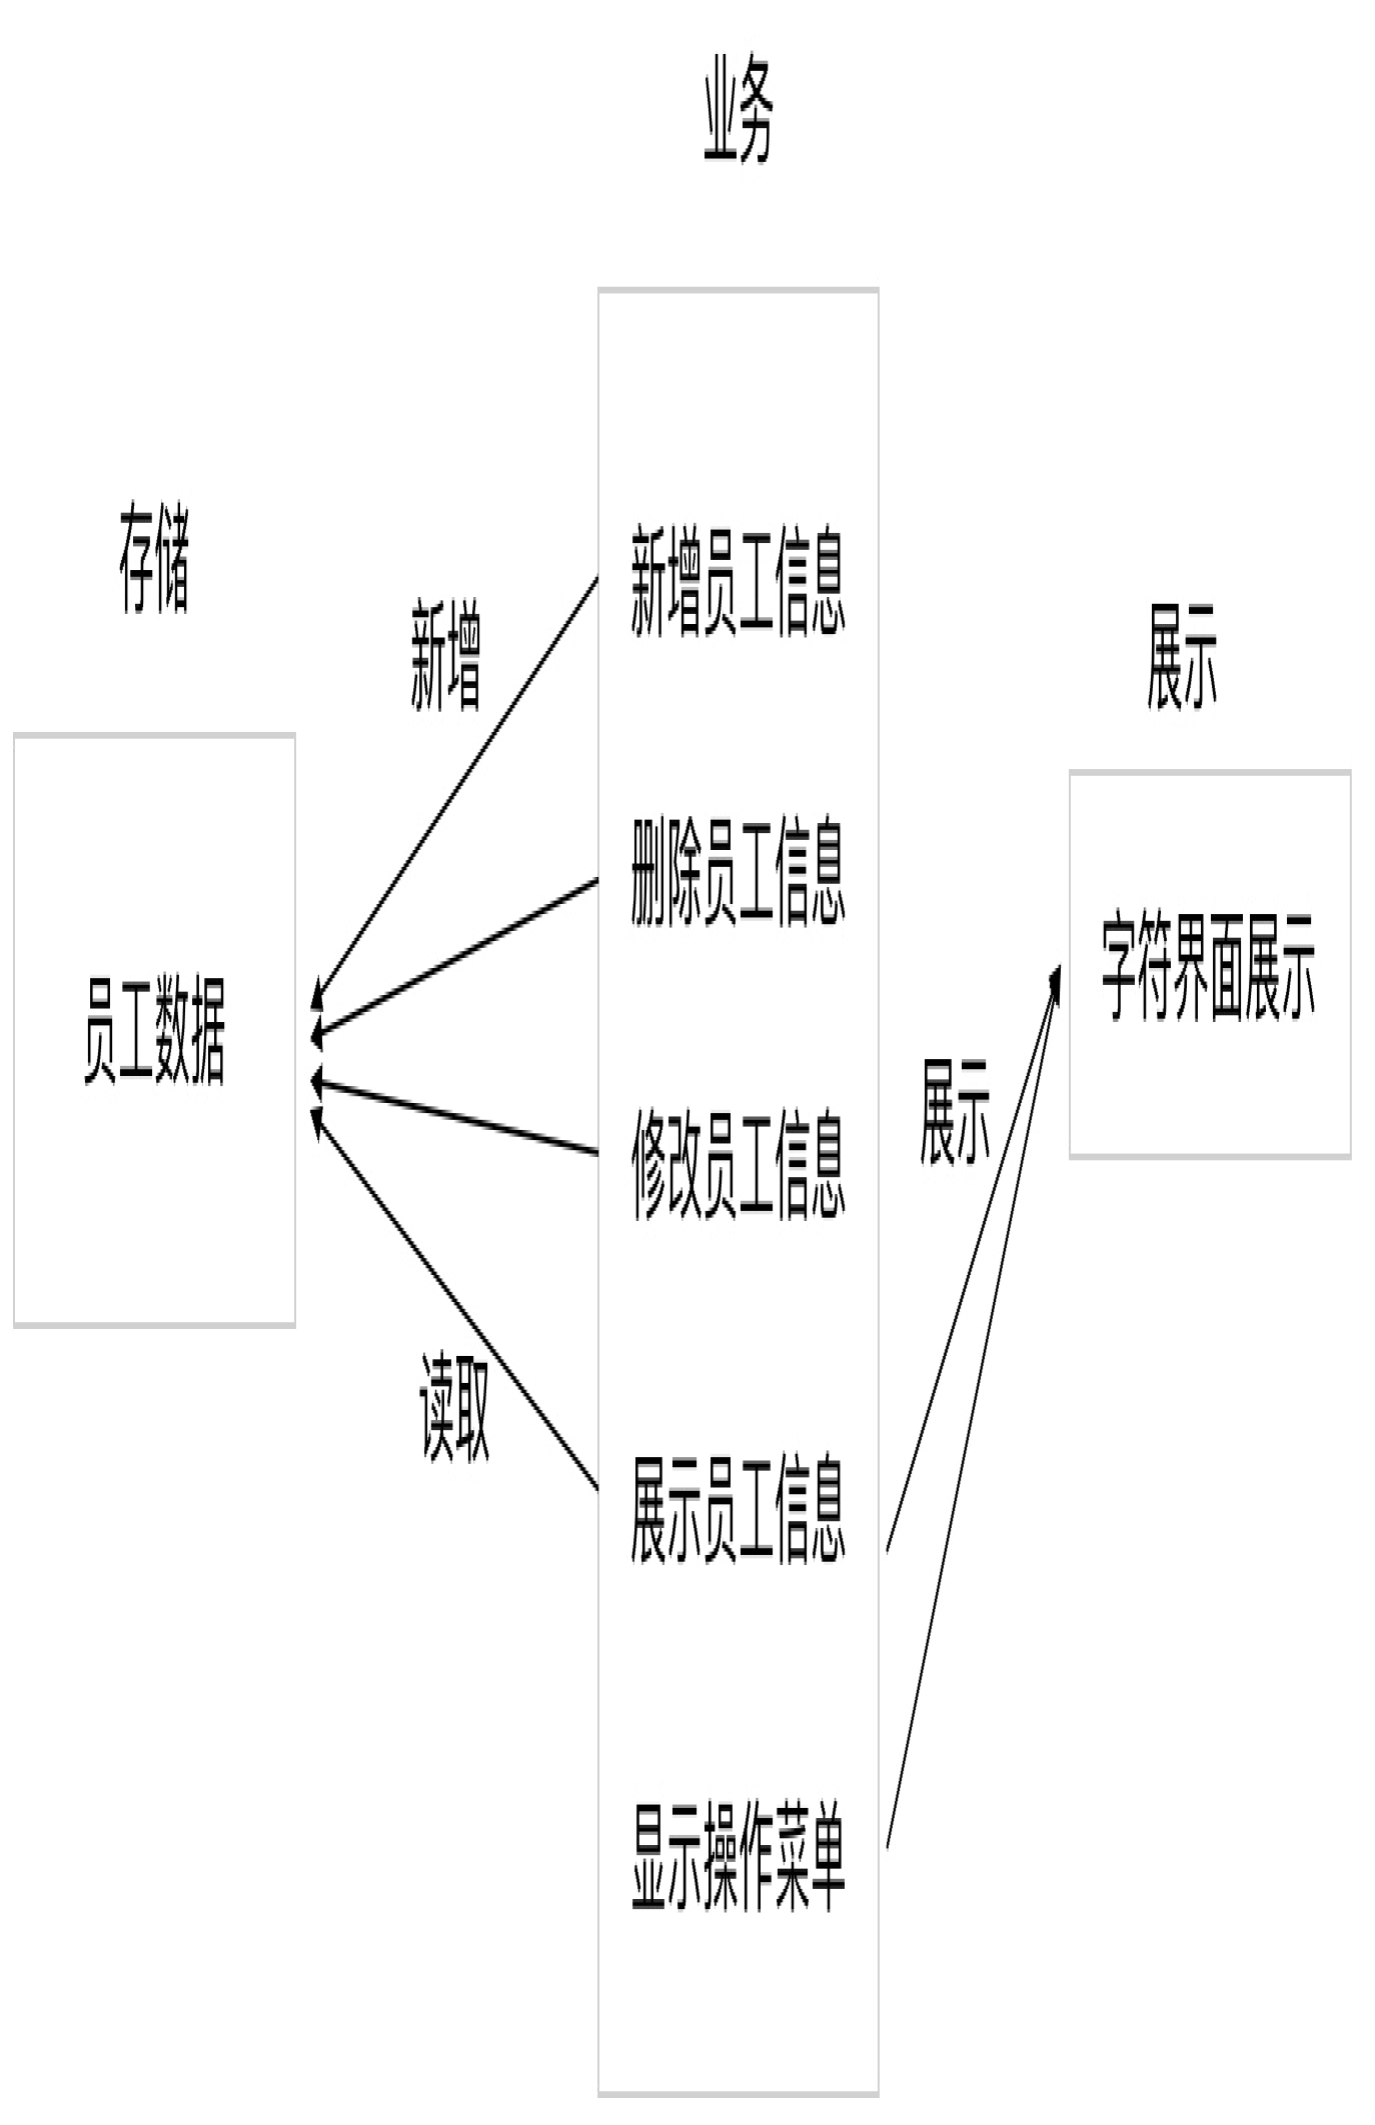 业务
存储
新增
新增员工信息
展示
删除员工信息
员工数据
字符界面展示
修改员工信息
展示
读取
展示员工信息
显示操作菜单